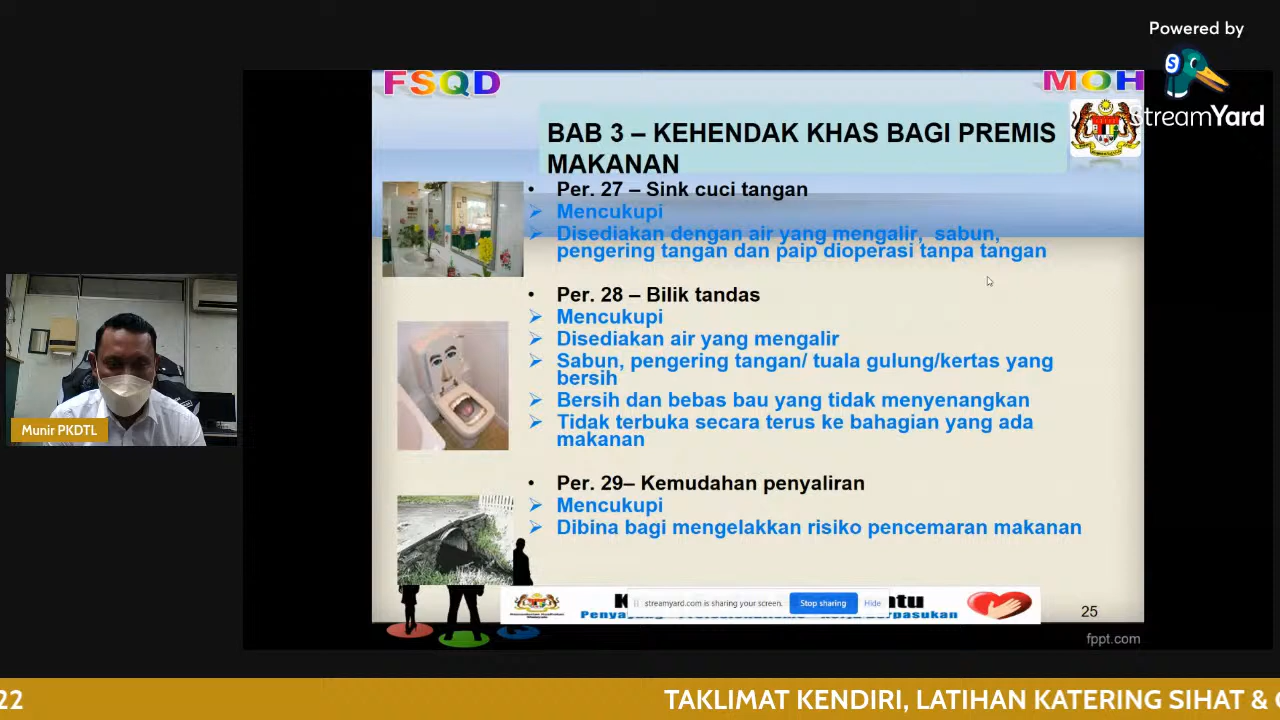 Powered by
StreamYard
FSQD
MOH
BAB 3 – KEHENDAK KHAS BAGI PREMIS
MAKANAN
• Per. 27 – Sink cuci tangan
➢ Mencukupi
➢ Disediakan dengan air yang mengalir, sabun,
pengering tangan dan paip dioperasi tanpa tangan
• Per. 28 – Bilik tandas
➢ Mencukupi
➢ Disediakan air yang mengalir
➢ Sabun, pengering tangan/ tuala gulung/kertas yang
bersih
➢ Bersih dan bebas bau yang tidak menyenangkan
➢ Tidak terbuka secara terus ke bahagian yang ada
makanan
• Per. 29– Kemudahan penyaliran
➢ Mencukupi
➢ Dibina bagi mengelakkan risiko pencemaran makanan
Munir PKDTL
streamyard.com is sharing your screen.
Stop sharing
Hide
25
fppt.com
22
TAKLIMAT KENDIRI, LATIHAN KATERING SIHAT &